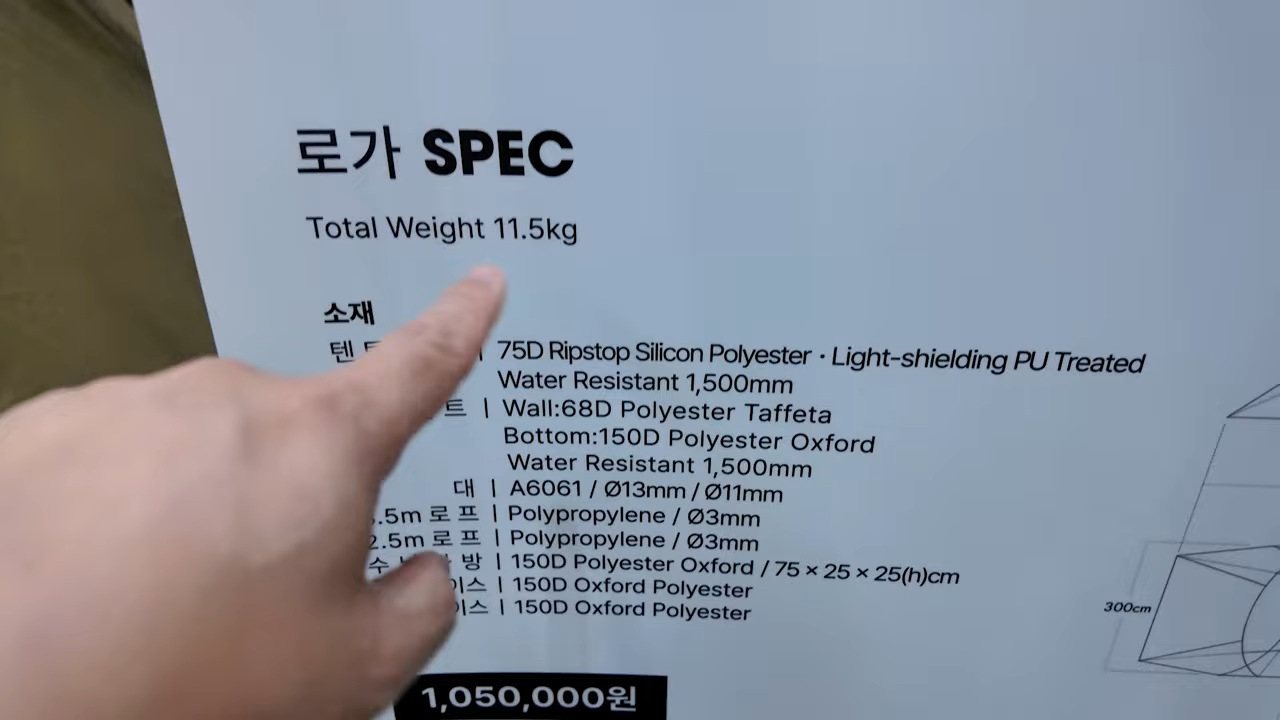 로가 SPEC
Total Weight 11.5kg
소재
텐 | 75D Ripstop Silicon Polyester · Light-shielding PU Treated
Water Resistant 1,500mm
트 | Wall:68D Polyester Taffeta
Bottom:150D Polyester Oxford
Water Resistant 1,500mm
대 | A6061 / Ø13mm / Ø11mm
.5m 로프 | Polypropylene / Ø3mm
2.5m 로프 | Polypropylene / Ø3mm
수 방 | 150D Polyester Oxford / 75 × 25 × 25(h)cm
이스 | 150D Oxford Polyester
이스 | 150D Oxford Polyester
300cm
1,050,000원